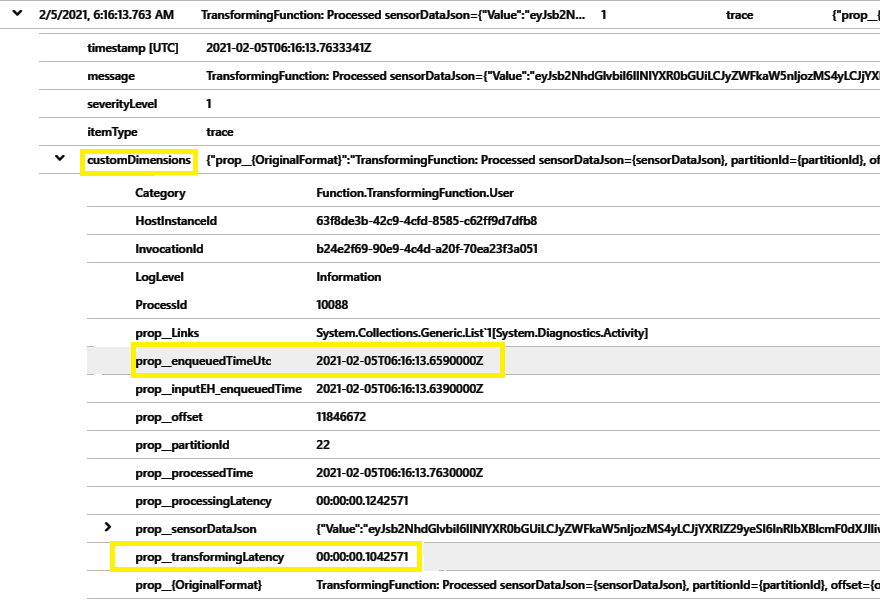 2/5/2021, 6:16:13.763 AM TransformingFunction: Processed sensorDataJson={"Value":"eyJsb2N... 1 trace {"prop__{
timestamp [UTC] 2021-02-05T06:16:13.7633341Z
message TransformingFunction: Processed sensorDataJson={"Value":"eyJsb2NhdGlvbiI6IlNlYXR0bGUiLCJyZWFkaW5nIjozMS4yLCJjYX
severityLevel 1
itemType trace
customDimensions {"prop__{OriginalFormat}":"TransformingFunction: Processed sensorDataJson={sensorDataJson}, partitionId={partitionId}, of
Category Function.TransformingFunction.User
HostInstanceId 63f8de3b-42c9-4cfd-8585-c62ff9d7dfb8
InvocationId b24e2f69-90e9-4c4d-a20f-70ea23f3a051
LogLevel Information
ProcessId 10088
prop__Links System.Collections.Generic.List`1[System.Diagnostics.Activity]
prop__enqueuedTimeUtc 2021-02-05T06:16:13.6590000Z
prop__inputEH_enqueuedTime 2021-02-05T06:16:13.6390000Z
prop__offset 11846672
prop__partitionId 22
prop__processedTime 2021-02-05T06:16:13.7630000Z
prop__processingLatency 00:00:00.1242571
prop__sensorDataJson {"Value":"eyJsb2NhdGlvbiI6IlNlYXR0bGUiLCJyZWFkaW5nIjozMS4yLCJjYXRlZ29yeSI6InRlbXBlcmF0dXJlIiw
prop__transformingLatency 00:00:00.1042571
prop__{OriginalFormat} TransformingFunction: Processed sensorDataJson={sensorDataJson}, partitionId={partitionId}, offset={o